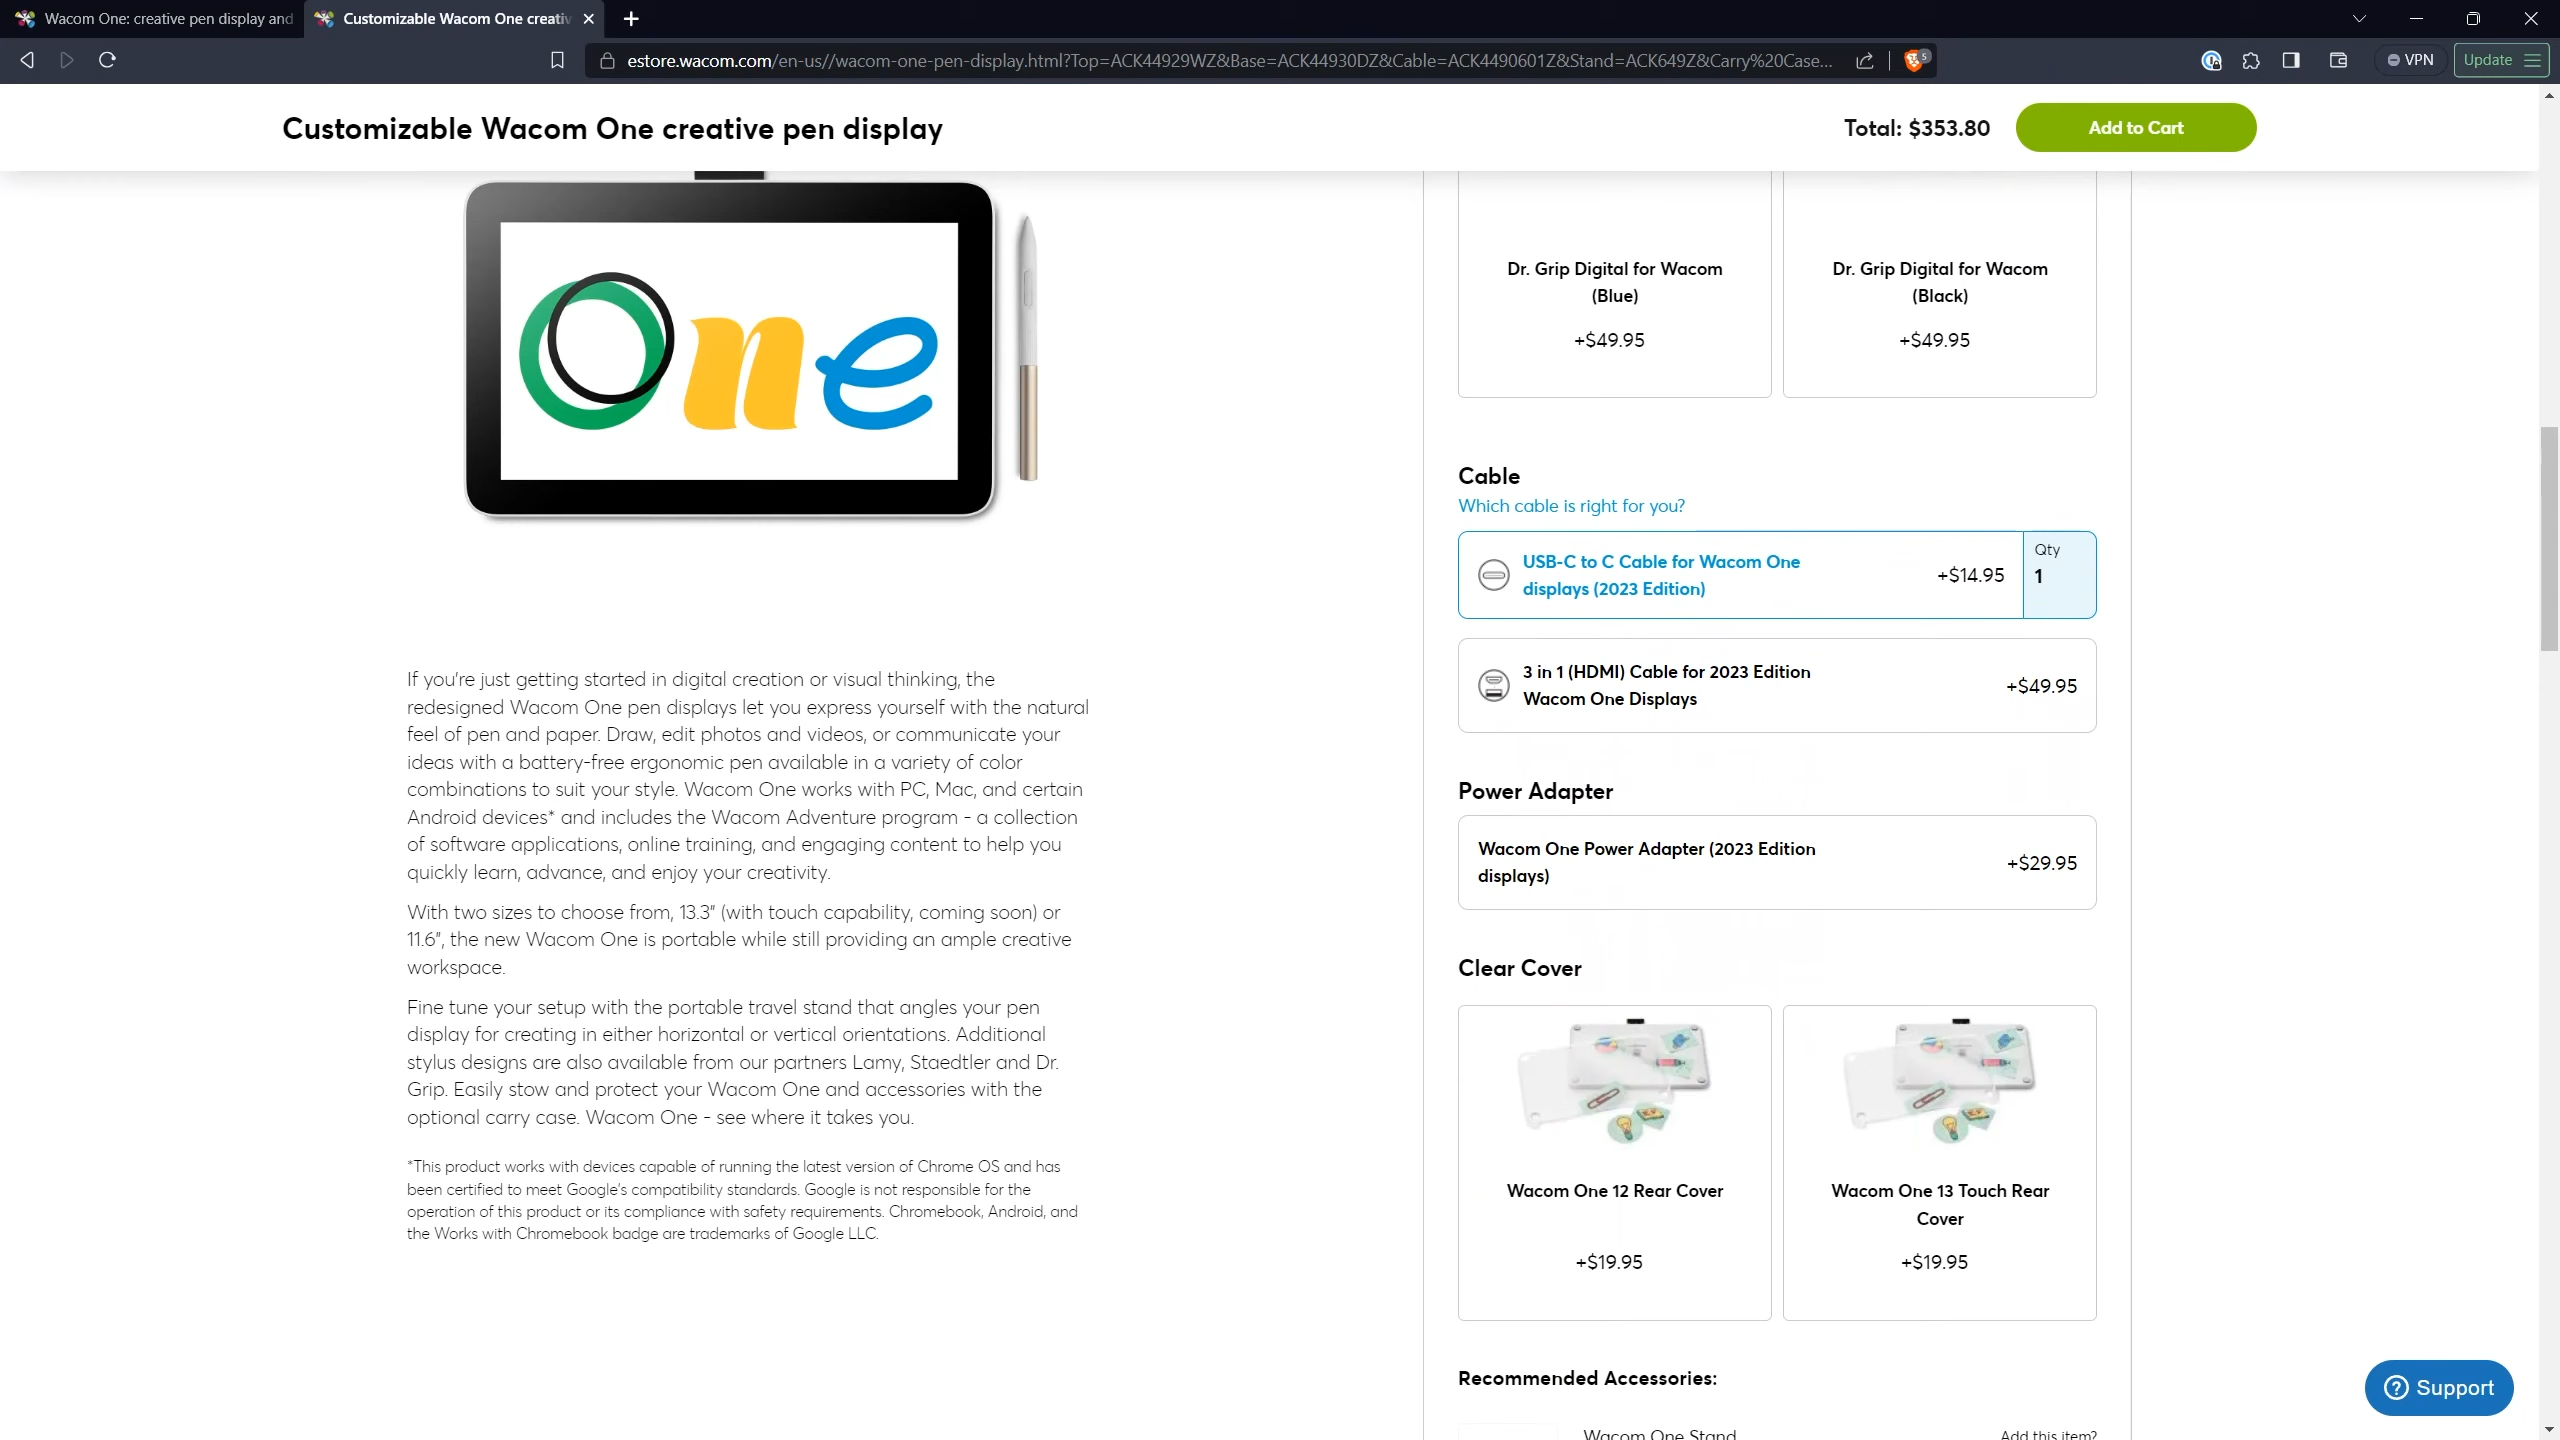 Wacom One: creative pen display and
Customizable Wacom One creativ
estore.wacom.com/en-us//wacom-one-pen-display.html?Top=ACK44929WZ&Base=ACK44930DZ&Cable=ACK4490601Z&Stand=ACK649Z&Carry%20Case...
5
VPN
Update
Customizable Wacom One creative pen display
Total: $353.80
Add to Cart
One
If you're just getting started in digital creation or visual thinking, the
redesigned Wacom One pen displays let you express yourself with the natural
feel of pen and paper. Draw, edit photos and videos, or communicate your
ideas with a battery-free ergonomic pen available in a variety of color
combinations to suit your style. Wacom One works with PC, Mac, and certain
Android devices* and includes the Wacom Adventure program - a collection
of software applications, online training, and engaging content to help you
quickly learn, advance, and enjoy your creativity.
With two sizes to choose from, 13.3" (with touch capability, coming soon) or
11.6", the new Wacom One is portable while still providing an ample creative
workspace.
Fine tune your setup with the portable travel stand that angles your pen
display for creating in either horizontal or vertical orientations. Additional
stylus designs are also available from our partners Lamy, Staedtler and Dr.
Grip. Easily stow and protect your Wacom One and accessories with the
optional carry case. Wacom One - see where it takes you.
*This product works with devices capable of running the latest version of Chrome OS and has
been certified to meet Google's compatibility standards. Google is not responsible for the
operation of this product or its compliance with safety requirements. Chromebook, Android, and
the Works with Chromebook badge are trademarks of Google LLC.
Dr. Grip Digital for Wacom
(Blue)
+$49.95
Dr. Grip Digital for Wacom
(Black)
+$49.95
Cable
Which cable is right for you?
USB-C to C Cable for Wacom One
displays (2023 Edition)
+$14.95
Qty
1
3 in 1 (HDMI) Cable for 2023 Edition
Wacom One Displays
+$49.95
Power Adapter
Wacom One Power Adapter (2023 Edition
displays)
+$29.95
Clear Cover
Wacom One 12 Rear Cover
+$19.95
Wacom One 13 Touch Rear
Cover
+$19.95
Recommended Accessories:
Wacom One Stand
Add this item?
Support